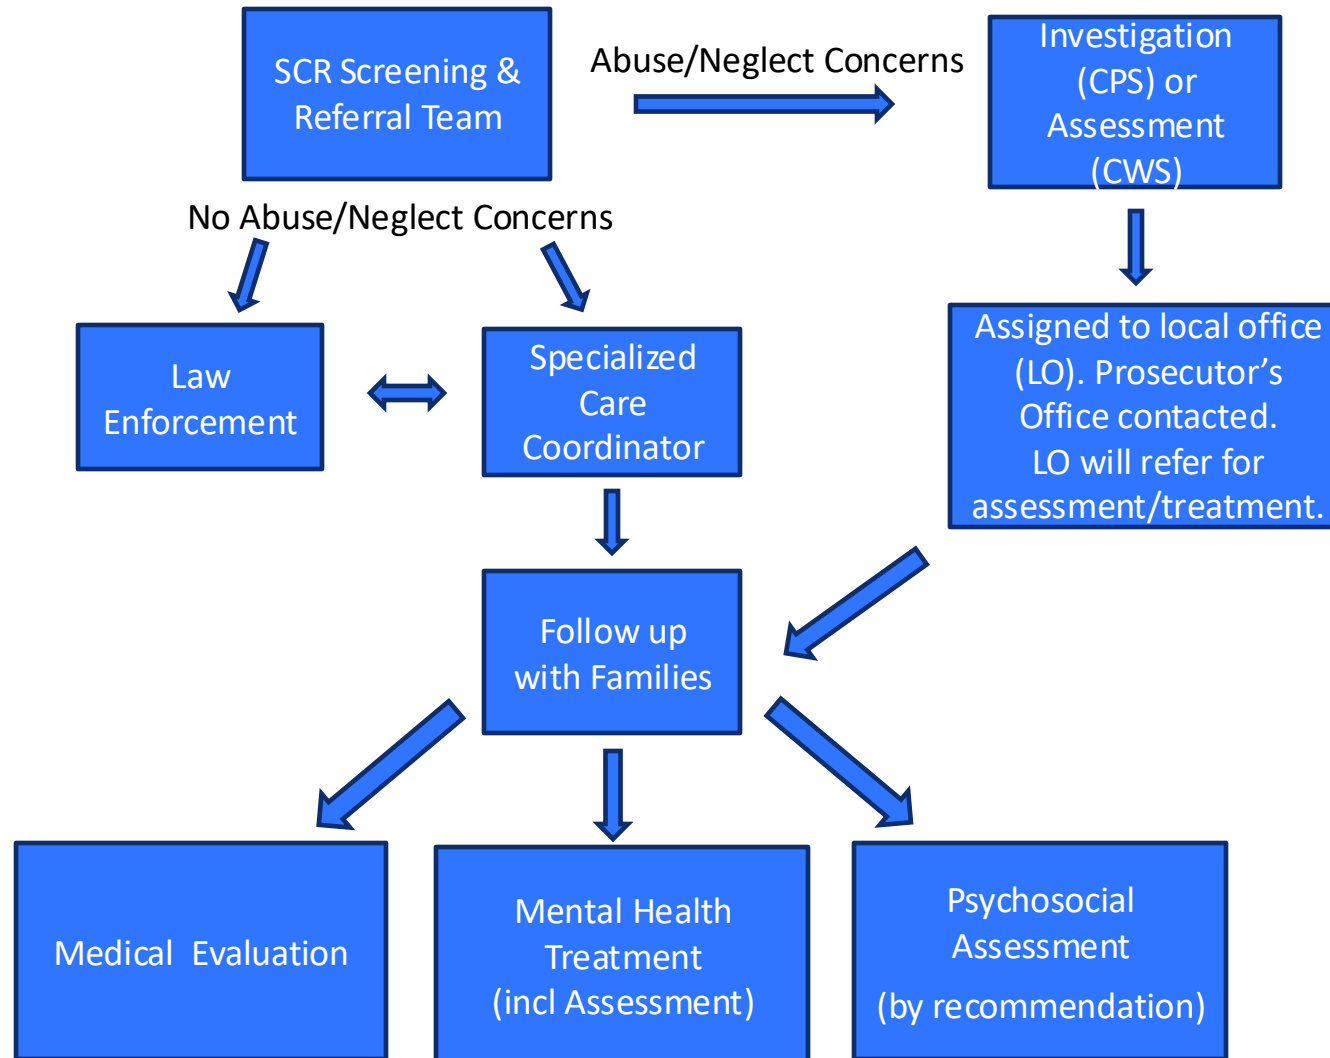 SCR Screening &
Referral Team
Abuse/Neglect Concerns
Investigation
(CPS) or
Assessment
(CWS)
No Abuse/Neglect Concerns
Law
Enforcement
Specialized
Care
Coordinator
Assigned to local office
(LO). Prosecutor’s
Office contacted.
LO will refer for
assessment/treatment.
Follow up
with Families
Medical  Evaluation
Mental Health
Treatment
(incl Assessment)
Psychosocial
Assessment
(by recommendation)